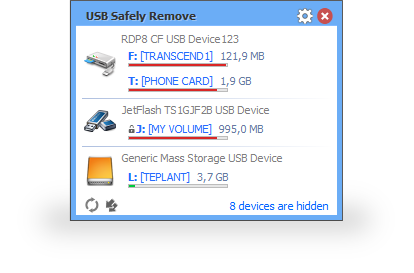 USB Safely Remove
RDP8 CF USB Device123
F: [TRANSCEND1] 121,9 MB
T: [PHONE CARD] 1,9 GB
JetFlash TS1GJF2B USB Device
J: [MY VOLUME] 995,0 MB
Generic Mass Storage USB Device
L: [TEPLANT] 3,7 GB
8 devices are hidden